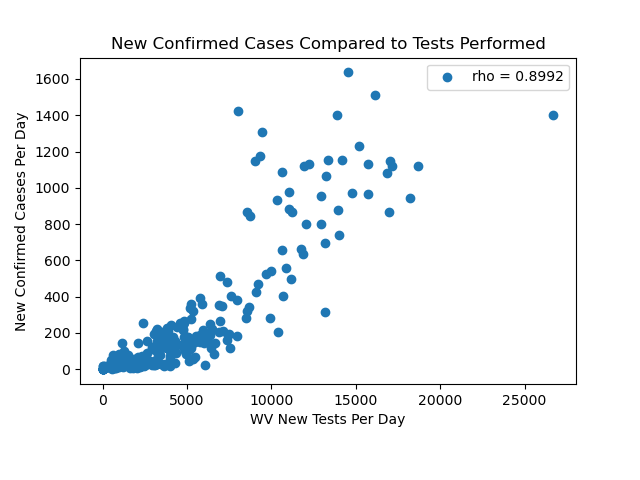 New Confirmed Cases Compared to Tests Performed
rho = 0.8992
New Confirmed Caeses Per Day
1600
1400
1200
1000
800
600
400
200
0
0 5000 10000 15000 20000 25000
WV New Tests Per Day